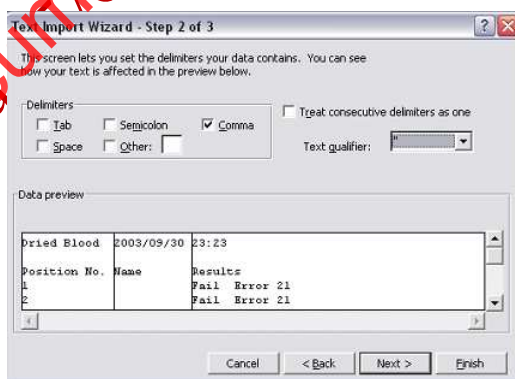 Text Import Wizard - Step 2 of 3
This screen lets you set the delimiters your data contains. You can see
how your text is affected in the preview below.
Delimiters
Tab Semicolon Comma
Space Other:
Treat consecutive delimiters as one
Text qualifier: "
Data preview
Dried Blood 2003/09/30 23:23
Position No. Name Results
1 Fail Error 21
2 Fail Error 21
Cancel < Back Next > Finish